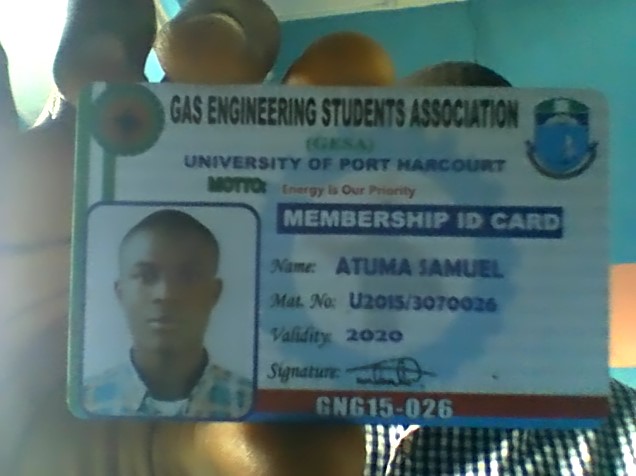 GAS ENGINEERING STUDENTS ASSOCIATION
(GESA)
UNIVERSITY OF PORT HARCOURT
MOTTO: Energy is Our Priority
MEMBERSHIP ID CARD
Name: ATUMA SAMUEL
Mat. No: U2015/3070026
Validity: 2020
Signature:
GNG15-026